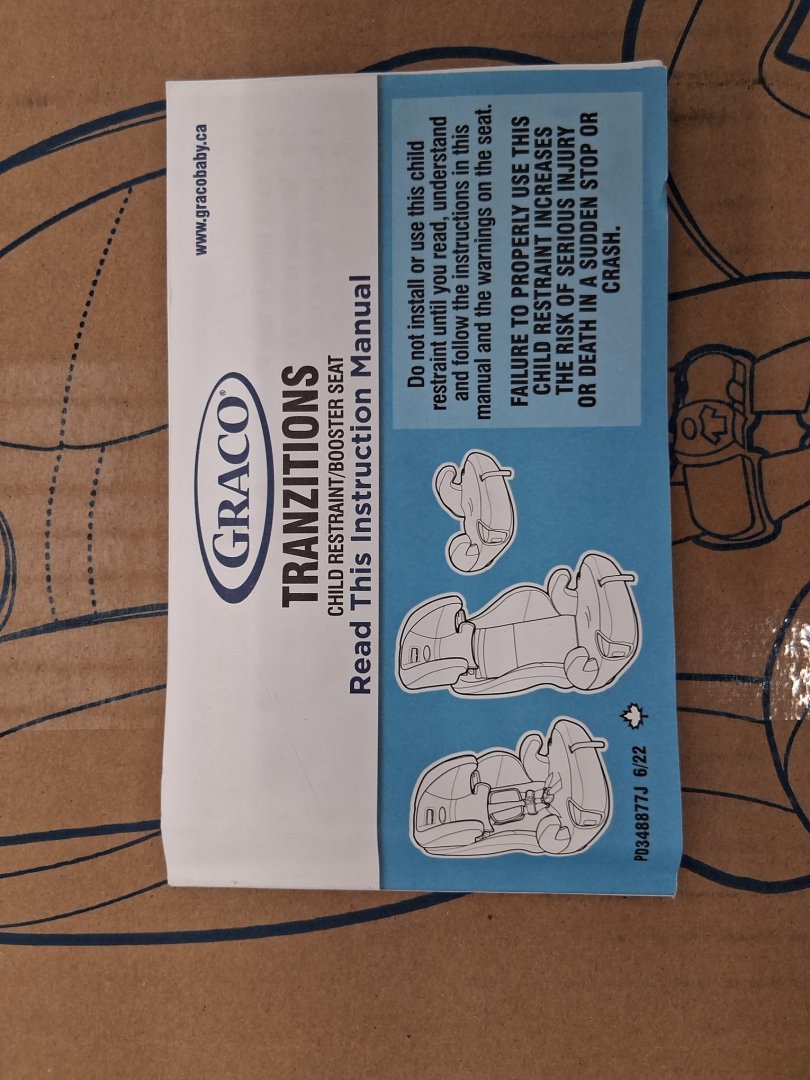 www.gracobaby.ca
GRACO®
TRANZITIONS
CHILD RESTRAINT/BOOSTER SEAT
Read This Instruction Manual
Do not install or use this child
restraint until you read, understand
and follow the instructions in this
manual and the warnings on the seat.
FAILURE TO PROPERLY USE THIS
CHILD RESTRAINT INCREASES
THE RISK OF SERIOUS INJURY
OR DEATH IN A SUDDEN STOP OR
CRASH.
PD348877J 6/22